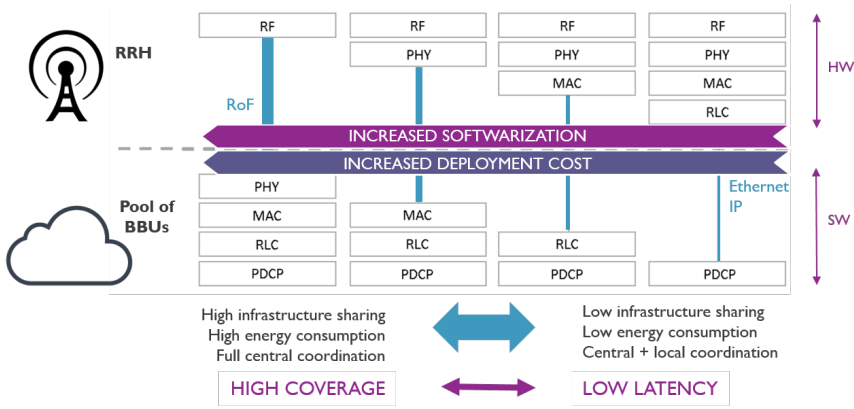 RF RF RF RF
RRH
PHY PHY PHY
HW
MAC MAC
RoF
RLC
INCREASED SOFTWARIZATION
INCREASED DEPLOYMENT COST
PHY
Ethernet
IP
Pool of
BBUs
MAC MAC
SW
RLC RLC RLC
PDCP PDCP PDCP PDCP
High infrastructure sharing
High energy consumption
Full central coordination
Low infrastructure sharing
Low energy consumption
Central + local coordination
HIGH COVERAGE
LOW LATENCY